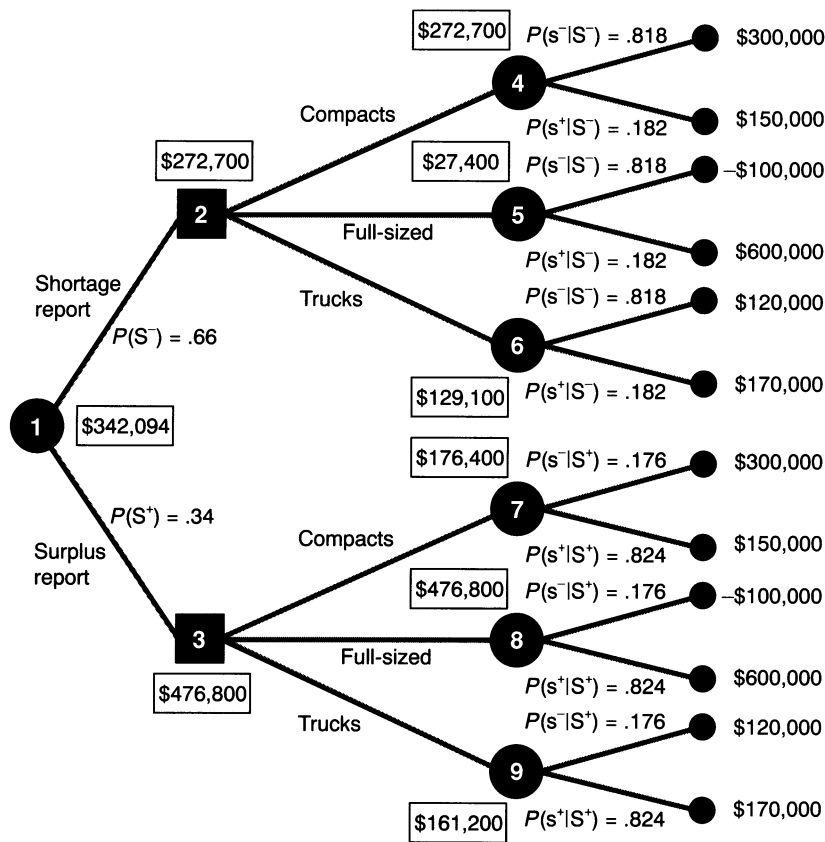 $272,700
P(s⁻|S⁻) = .818
$300,000
4
Compacts
P(s⁺|S⁻) = .182
$150,000
$272,700
$27,400
P(s⁻|S⁻) = .818
–$100,000
2
5
Full-sized
P(s⁺|S⁻) = .182
$600,000
Shortage
report
Trucks
P(s⁻|S⁻) = .818
$120,000
P(S⁻) = .66
6
$129,100
P(s⁺|S⁻) = .182
$170,000
1
$342,094
$176,400
P(s⁻|S⁺) = .176
$300,000
P(S⁺) = .34
7
Surplus
report
Compacts
P(s⁺|S⁺) = .824
$150,000
$476,800
P(s⁻|S⁺) = .176
–$100,000
3
8
Full-sized
P(s⁺|S⁺) = .824
$600,000
$476,800
Trucks
P(s⁻|S⁺) = .176
$120,000
9
$161,200
P(s⁺|S⁺) = .824
$170,000